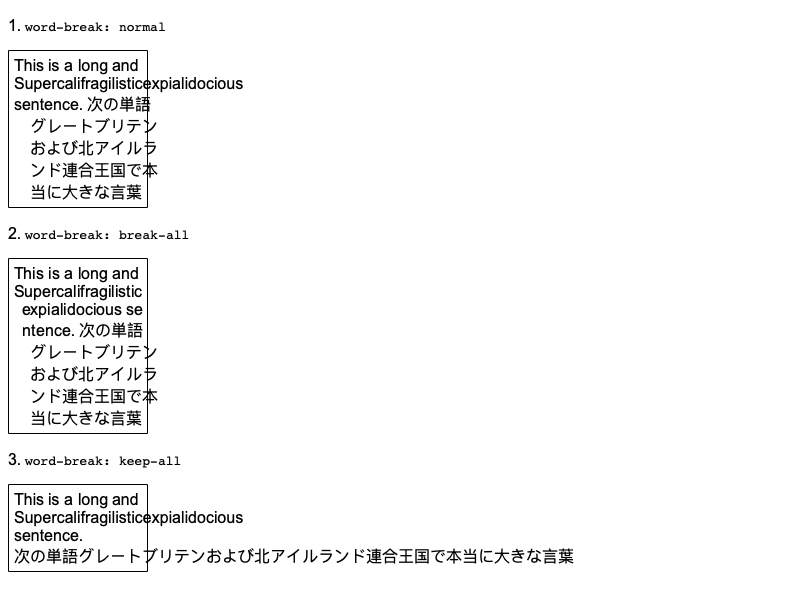 1. word-break: normal
This is a long and
Supercalifragilisticexpialidocious
sentence. 次の単語
グレートブリテン
および北アイルラ
ンド連合王国で本
当に大きな言葉
2. word-break: break-all
This is a long and
Supercalifragilistic
expialidocious se
ntence. 次の単語
グレートブリテン
および北アイルラ
ンド連合王国で本
当に大きな言葉
3. word-break: keep-all
This is a long and
Supercalifragilisticexpialidocious
sentence.
次の単語グレートブリテンおよび北アイルランド連合王国で本当に大きな言葉